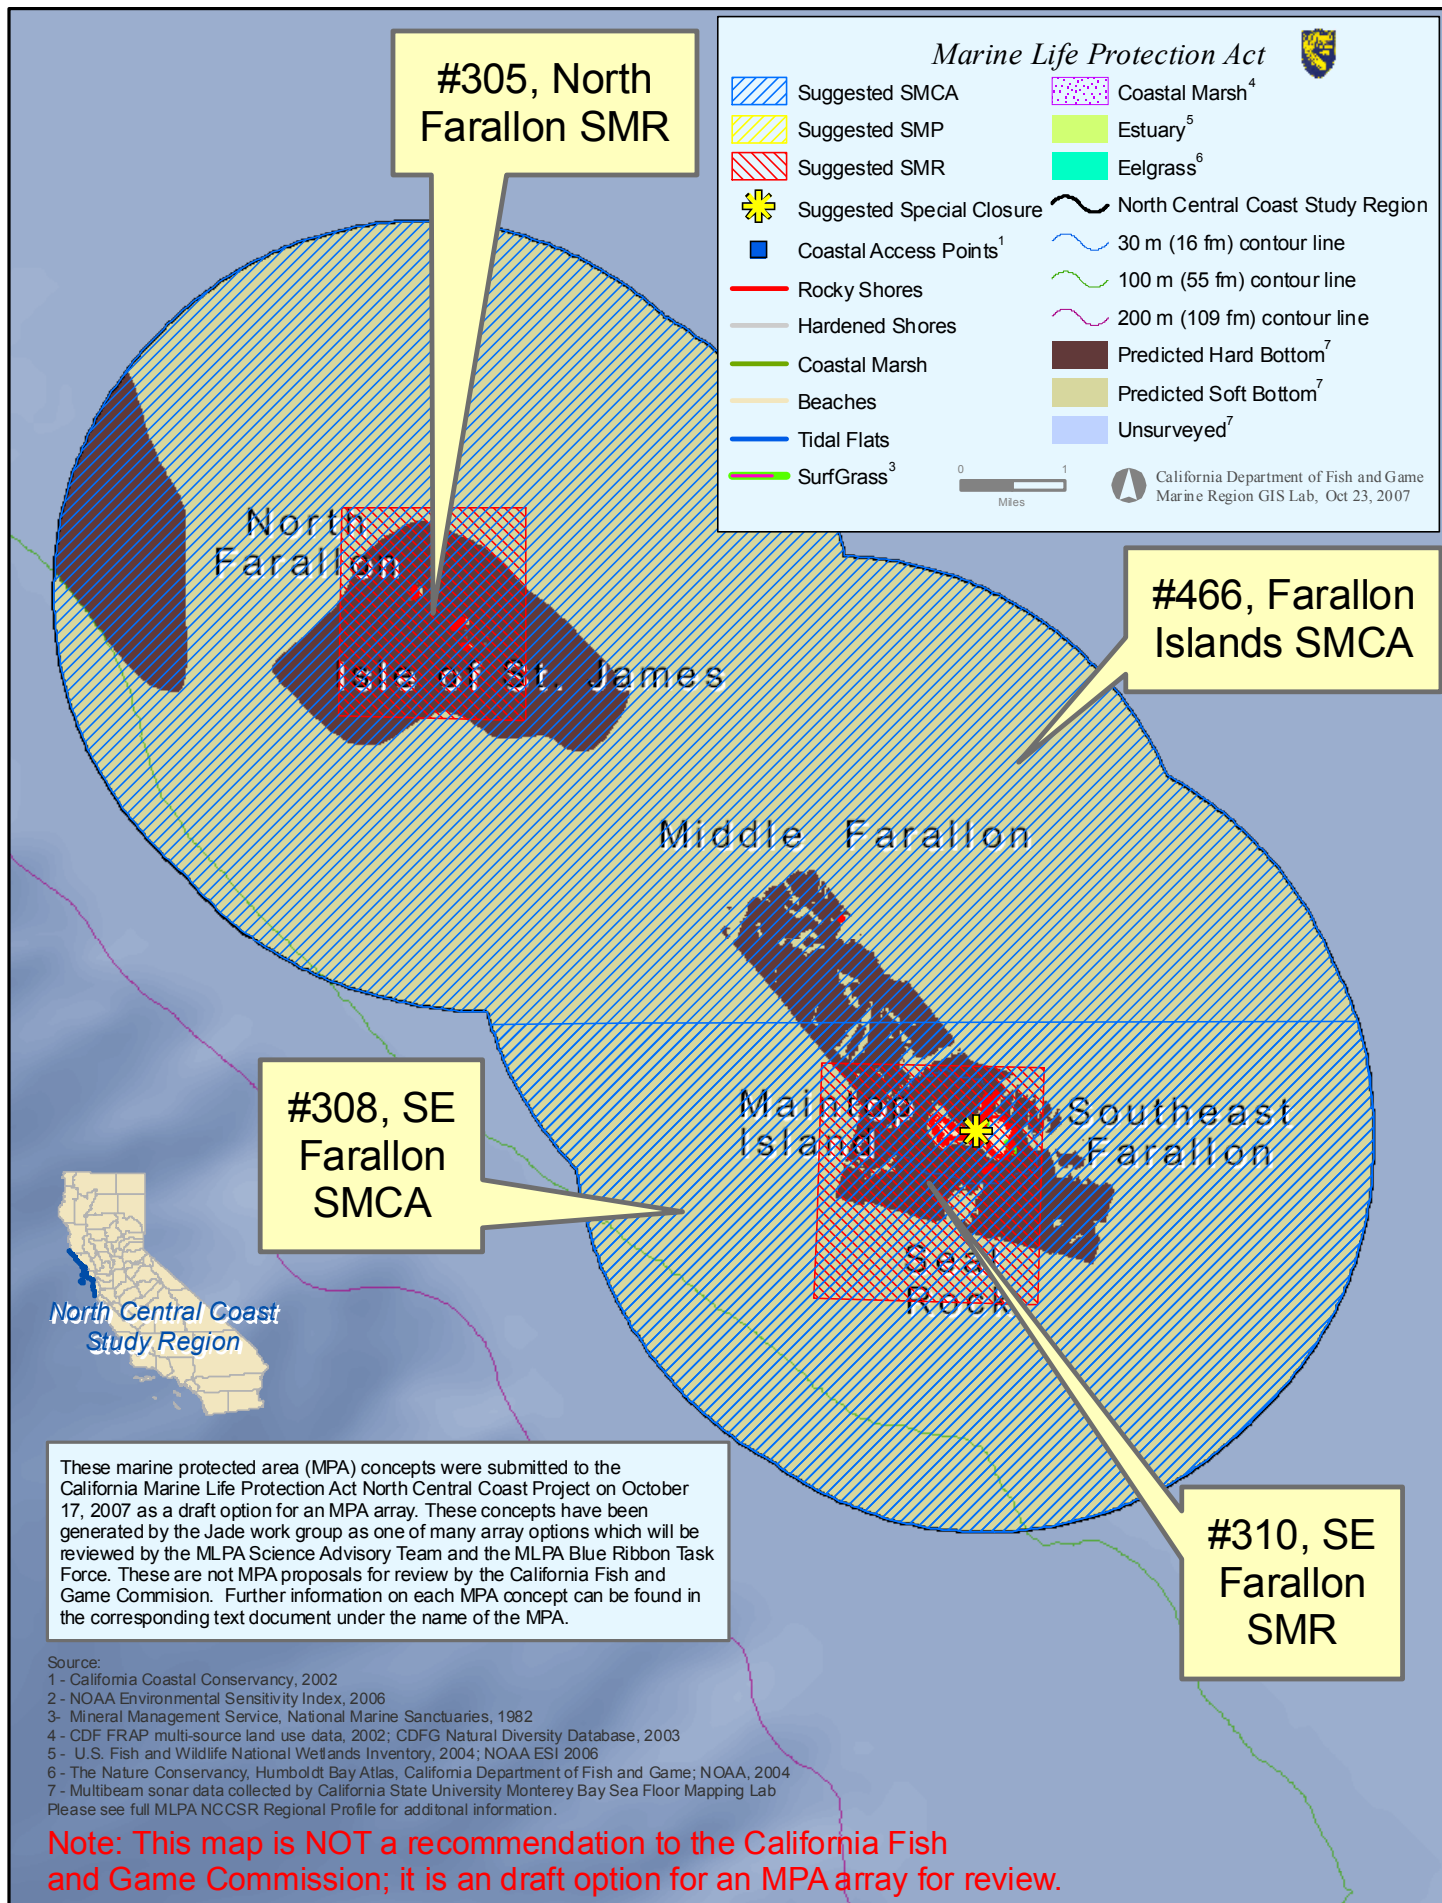 #305, North
Farallon SMR
Marine Life Protection Act
Suggested SMCA
Suggested SMP
Suggested SMR
Suggested Special Closure
Coastal Access Points1
Rocky Shores
Hardened Shores
Coastal Marsh
Beaches
Tidal Flats
SurfGrass3
Coastal Marsh4
Estuary5
Eelgrass6
North Central Coast Study Region
30 m (16 fm) contour line
100 m (55 fm) contour line
200 m (109 fm) contour line
Predicted Hard Bottom7
Predicted Soft Bottom7
Unsurveyed7
0 1
Miles
California Department of Fish and Game
Marine Region GIS Lab, Oct 23, 2007
North
Farallon
Isle of St. James
#466, Farallon
Islands SMCA
Middle Farallon
#308, SE
Farallon
SMCA
Maintop
Island
Southeast
Farallon
Seal
Rock
North Central Coast
Study Region
#310, SE
Farallon
SMR
These marine protected area (MPA) concepts were submitted to the
California Marine Life Protection Act North Central Coast Project on October
17, 2007 as a draft option for an MPA array. These concepts have been
generated by the Jade work group as one of many array options which will be
reviewed by the MLPA Science Advisory Team and the MLPA Blue Ribbon Task
Force. These are not MPA proposals for review by the California Fish and
Game Commision. Further information on each MPA concept can be found in
the corresponding text document under the name of the MPA.
Source:
1 - California Coastal Conservancy, 2002
2 - NOAA Environmental Sensitivity Index, 2006
3- Mineral Management Service, National Marine Sanctuaries, 1982
4 - CDF FRAP multi-source land use data, 2002; CDFG Natural Diversity Database, 2003
5 - U.S. Fish and Wildlife National Wetlands Inventory, 2004; NOAA ESI 2006
6 - The Nature Conservancy, Humboldt Bay Atlas, California Department of Fish and Game; NOAA, 2004
7 - Multibeam sonar data collected by California State University Monterey Bay Sea Floor Mapping Lab
Please see full MLPA NCCSR Regional Profile for additonal information.
Note: This map is NOT a recommendation to the California Fish
and Game Commission; it is an draft option for an MPA array for review.